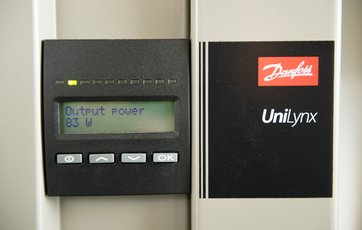 Output power
83 W
OK
Danfoss
UniLynx